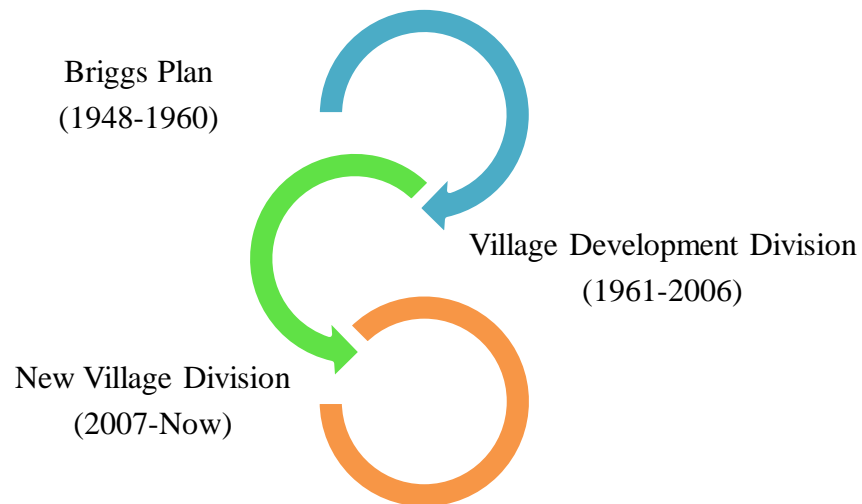 Briggs Plan
(1948-1960)
Village Development Division
(1961-2006)
New Village Division
(2007-Now)